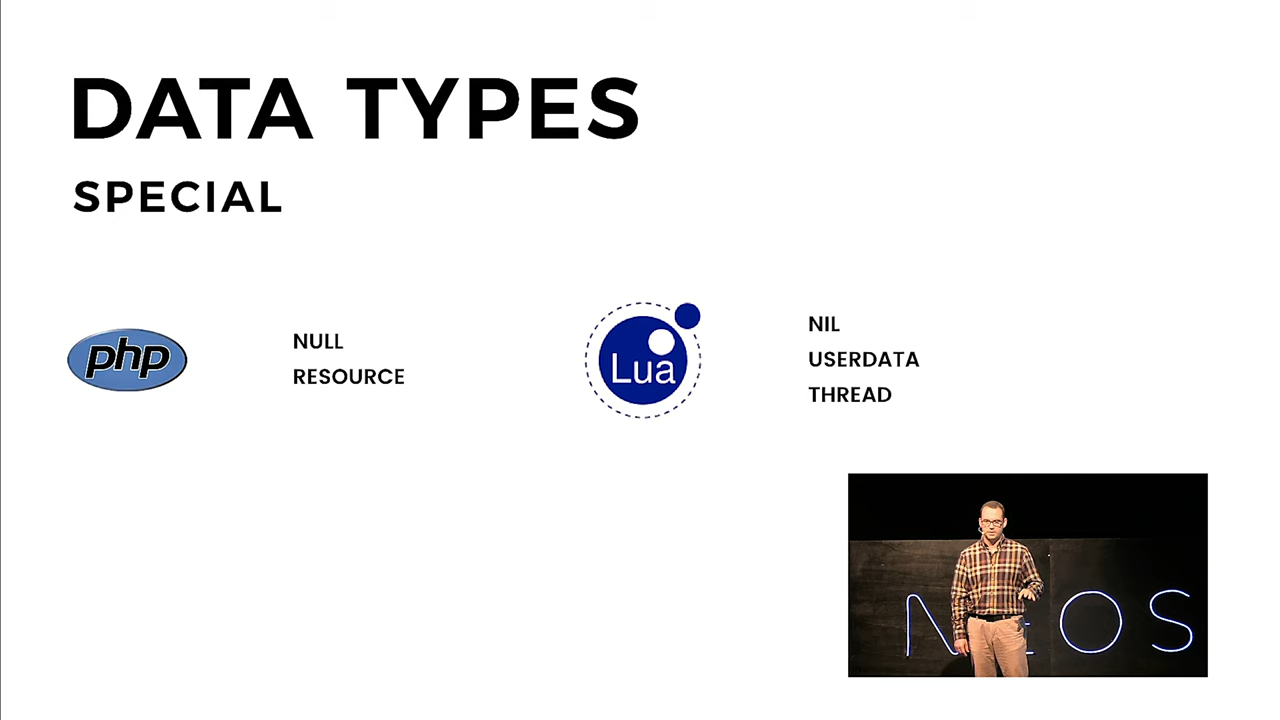 DATA TYPES
SPECIAL
php
NULL
RESOURCE
Lua
NIL
USERDATA
THREAD
NEOS